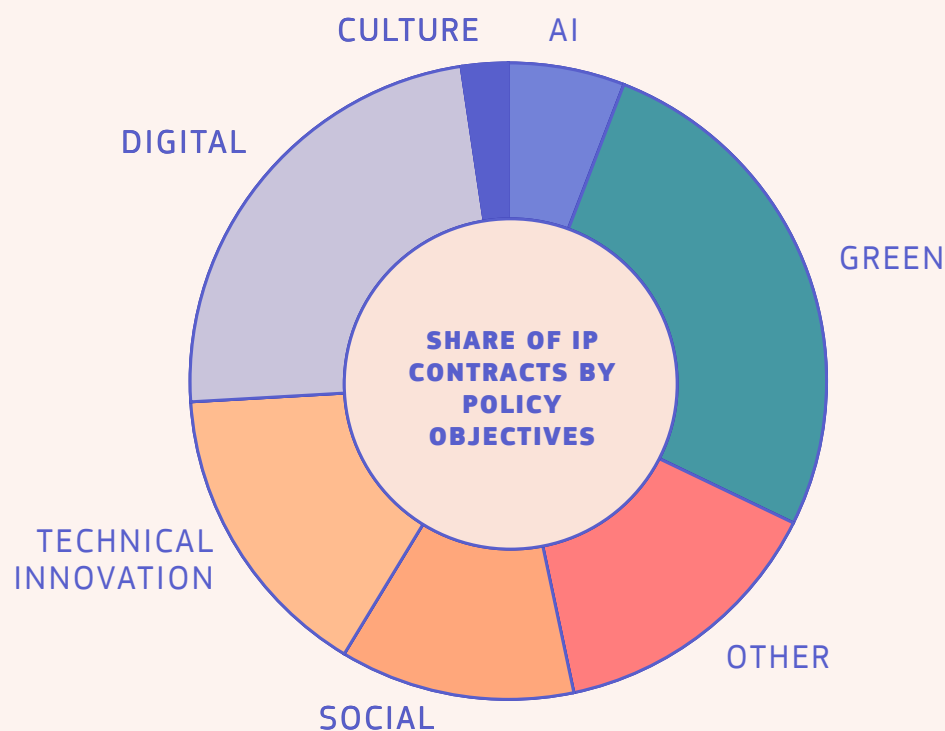 CULTURE
AI
DIGITAL
GREEN
SHARE OF IP
CONTRACTS BY
POLICY
OBJECTIVES
TECHNICAL
INNOVATION
OTHER
SOCIAL